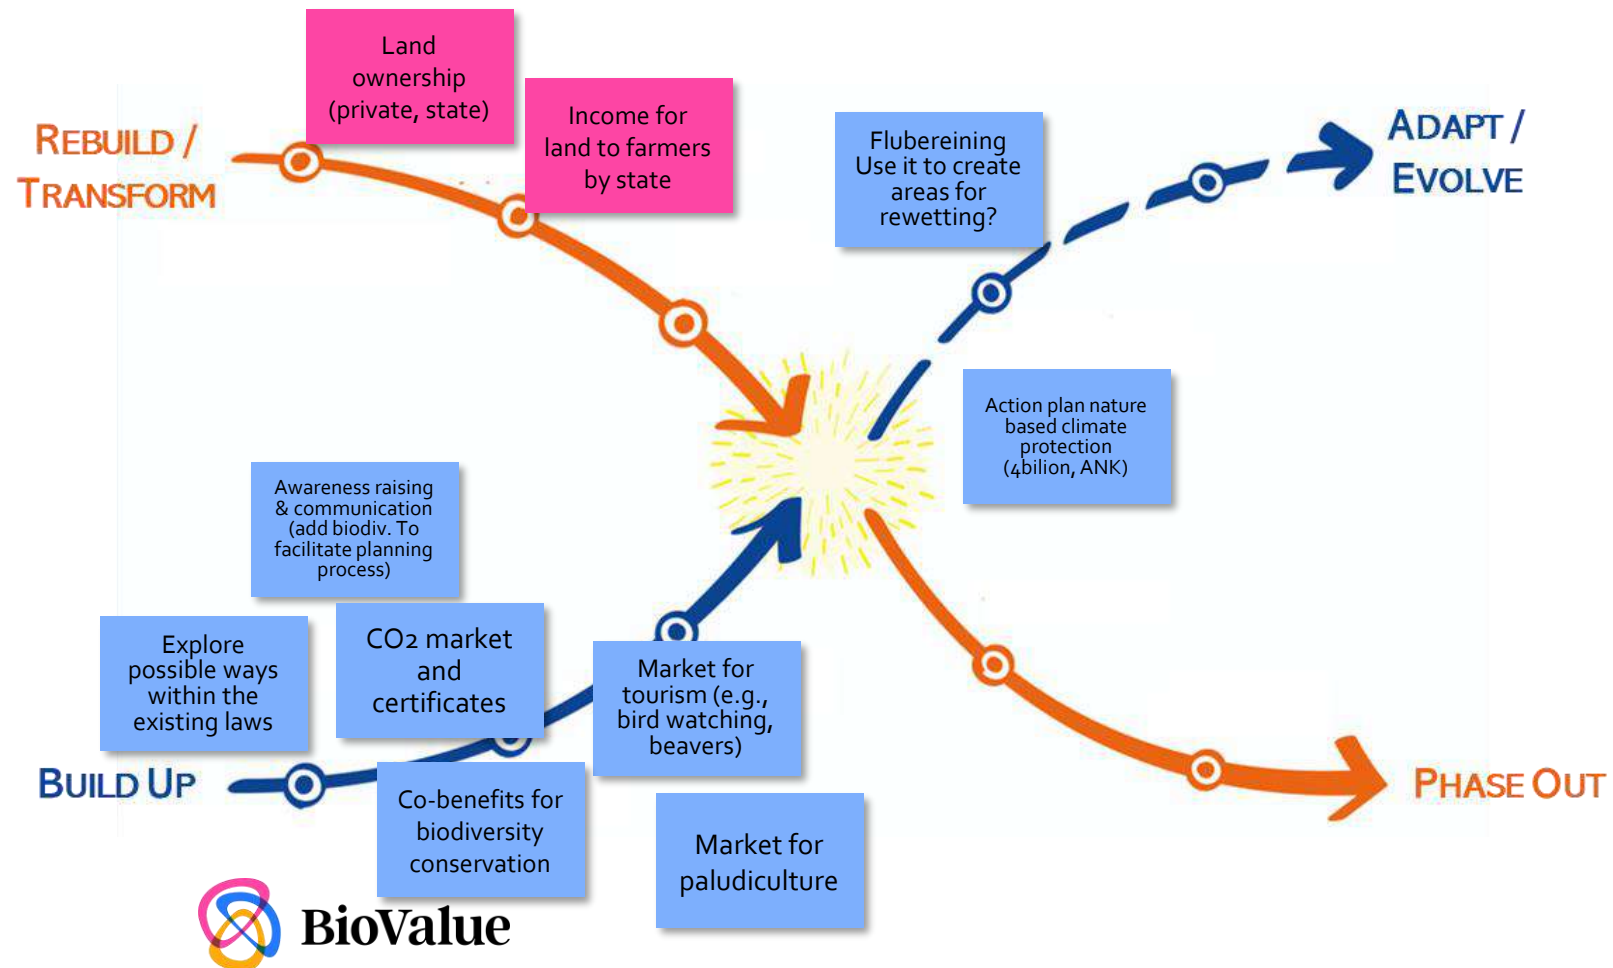 Land
ownership
(private, state)
Income for
land to farmers
by state
REBUILD /
TRANSFORM
Flubereining
Use it to create
areas for
rewetting?
ADAPT /
EVOLVE
Action plan nature
based climate
protection
(4bilion, ANK)
Awareness raising
& communication
(add biodiv. To
facilitate planning
process)
Explore
possible ways
within the
existing laws
CO2 market
and
certificates
Market for
tourism (e.g.,
bird watching,
beavers)
BUILD UP
Co-benefits for
biodiversity
conservation
Market for
paludiculture
PHASE OUT
BioValue